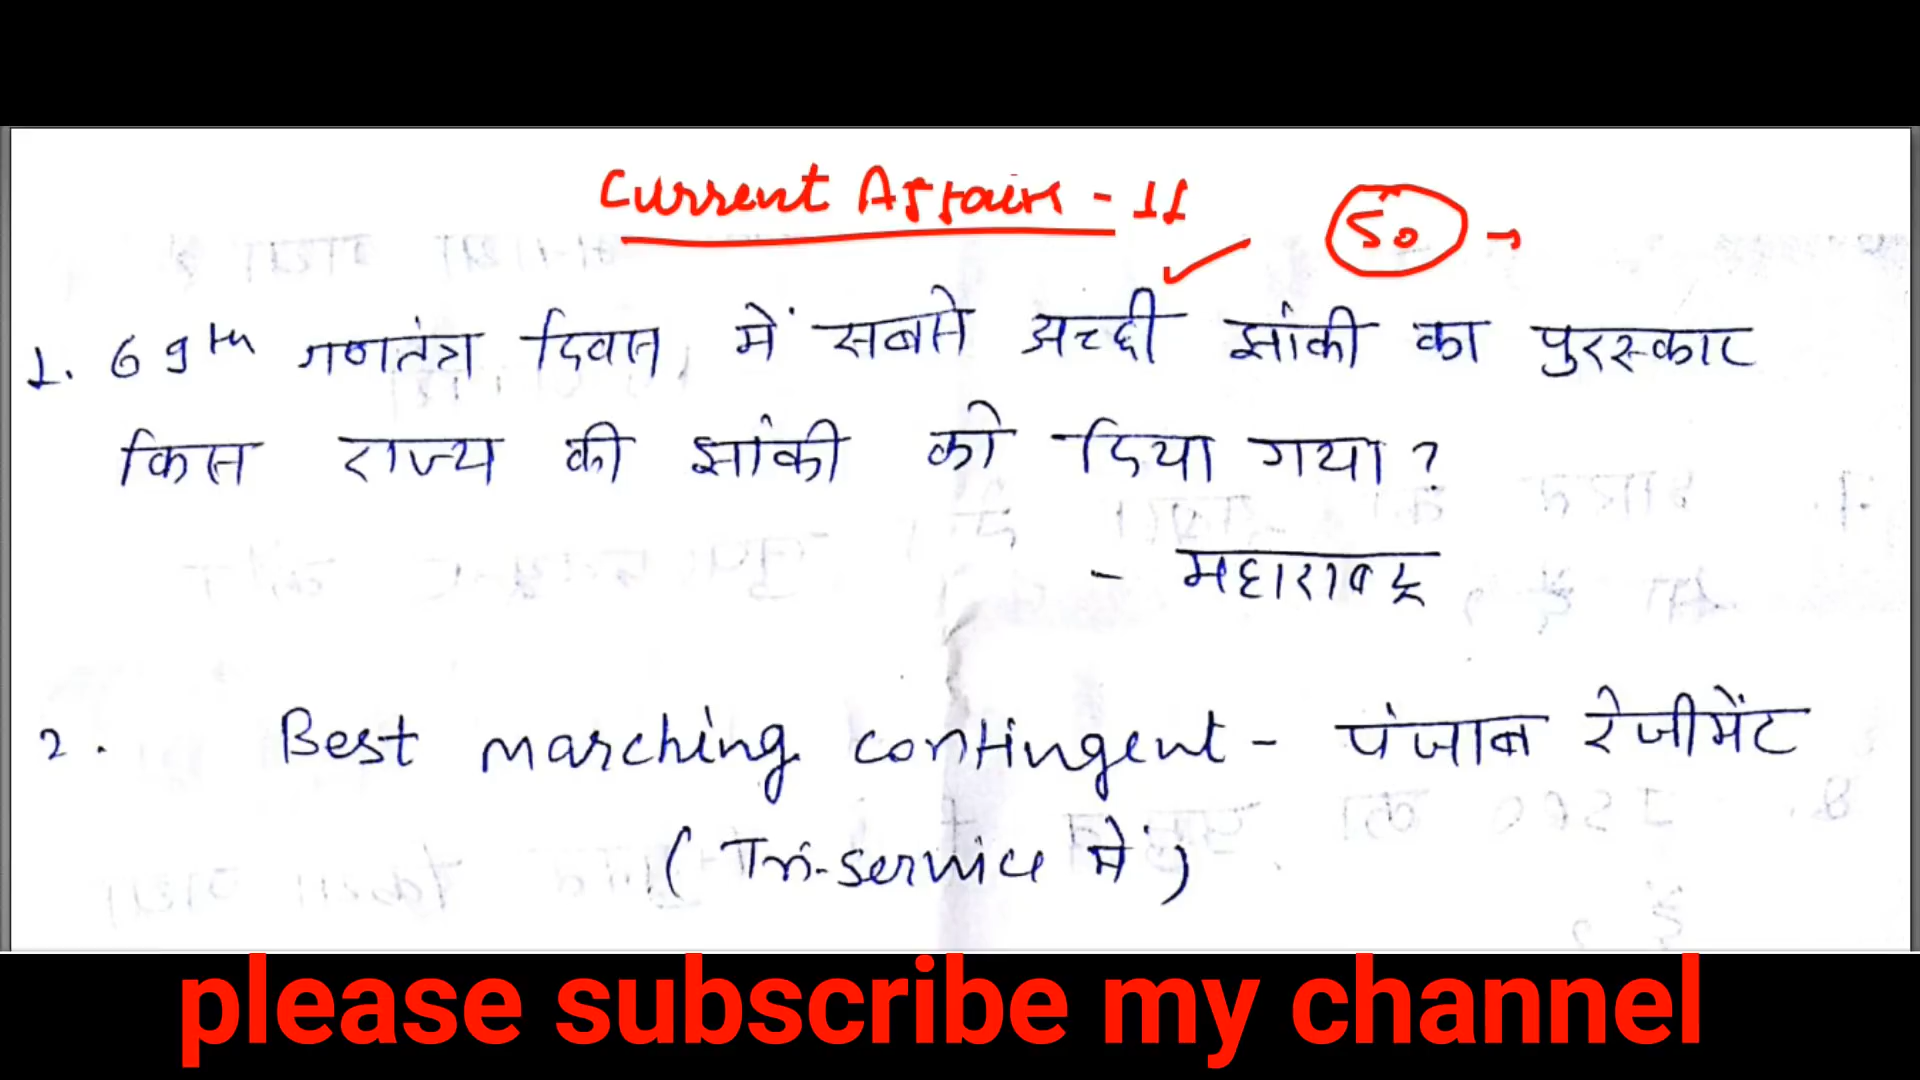 Current Affairs - 11
50 →
1. 69th गणतंत्र दिवस में सबसे अच्छी झांकी का पुरस्कार
किस राज्य की झांकी को दिया गया ?
- महाराष्ट्र
2. Best marching contingent - पंजाब रेजीमेंट
( Tri-service में )
please subscribe my channel